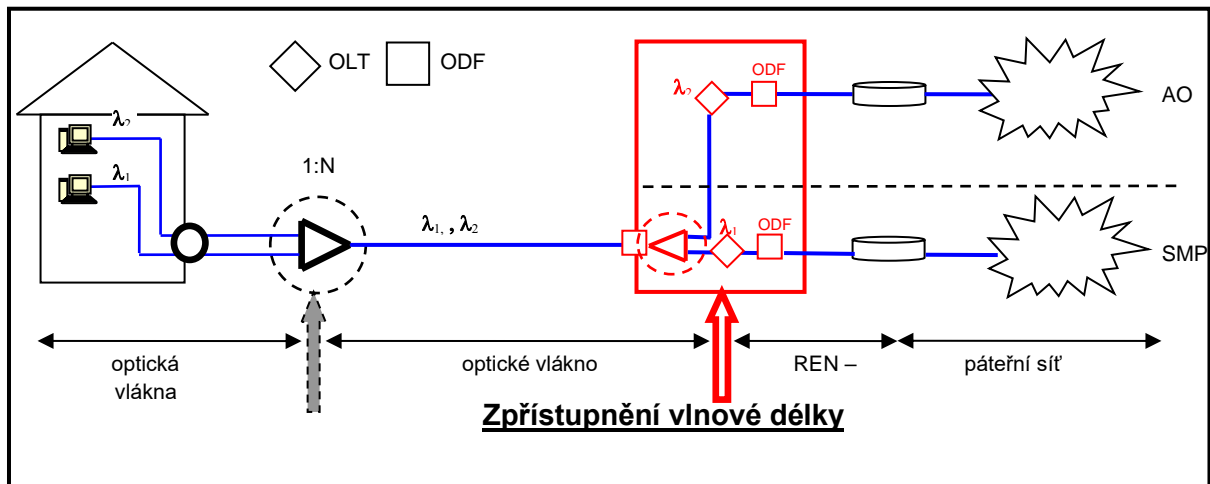 OLT
ODF
ODF
λ2
AO
λ2
1:N
λ1
λ1, , λ2
λ1
ODF
SMP
optická
vlákna
optické vlákno
REN –
páteřní síť
Zpřístupnění vlnové délky